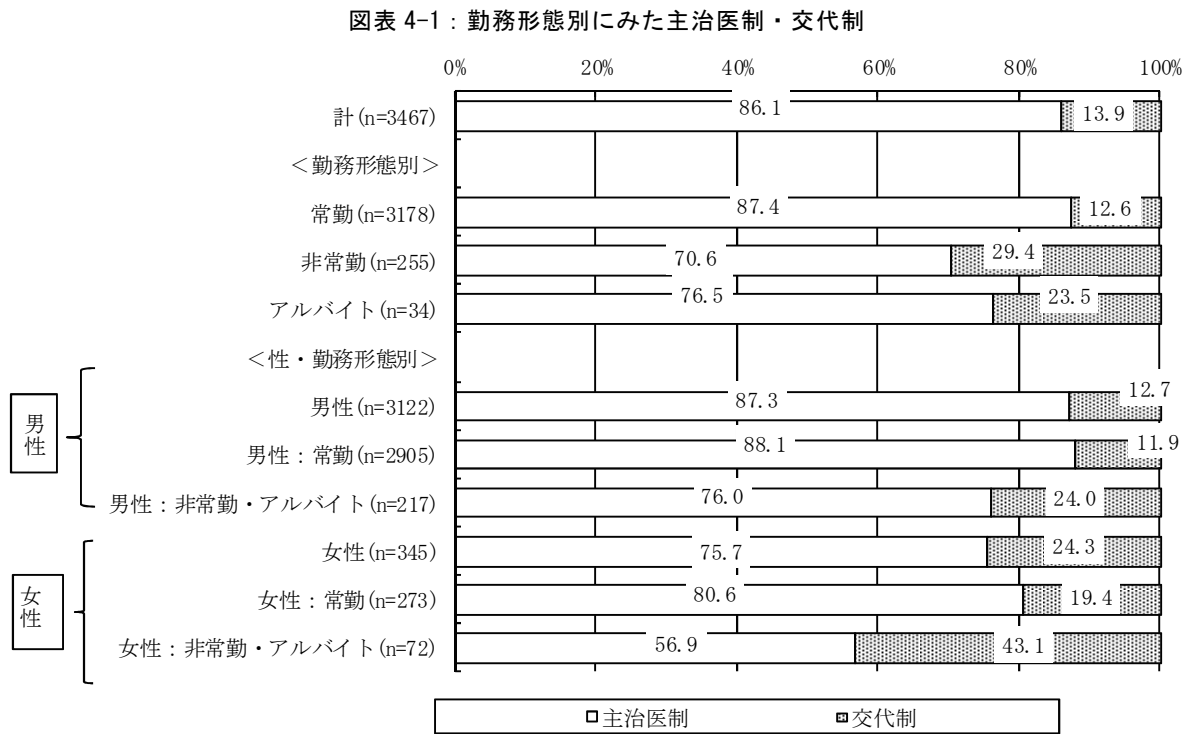 図表 4-1：勤務形態別にみた主治医制・交代制
0% 20% 40% 60% 80% 100%
計(n=3467) 86.1 13.9
＜勤務形態別＞
常勤(n=3178) 87.4 12.6
非常勤(n=255) 70.6 29.4
アルバイト(n=34) 76.5 23.5
＜性・勤務形態別＞
男性
男性(n=3122) 87.3 12.7
男性：常勤(n=2905) 88.1 11.9
男性：非常勤・アルバイト(n=217) 76.0 24.0
女性
女性(n=345) 75.7 24.3
女性：常勤(n=273) 80.6 19.4
女性：非常勤・アルバイト(n=72) 56.9 43.1
主治医制 交代制